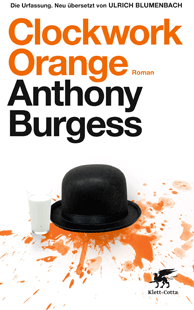 Die Urfassung. Neu übersetzt von ULRICH BLUMENBACH
Clockwork
Orange Roman
Anthony
Burgess
Klett-Cotta